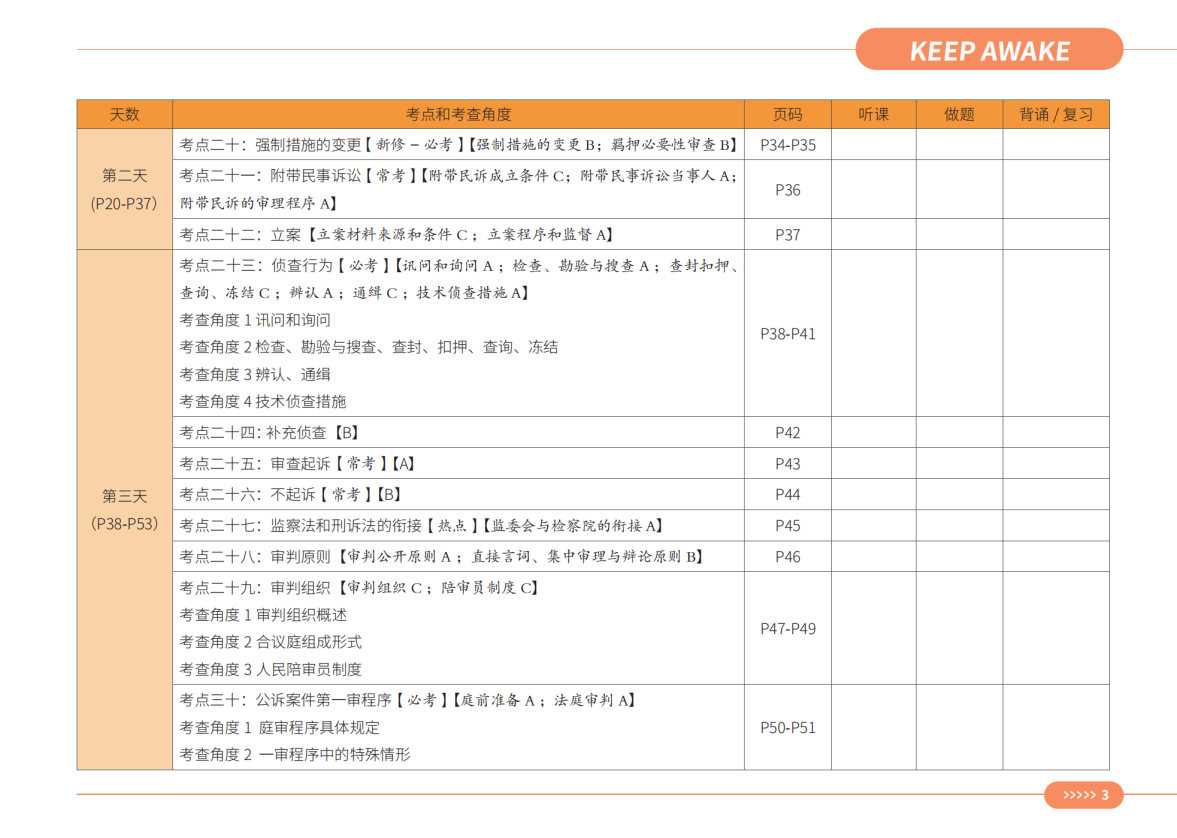 KEEP AWAKE
天数 考点和考查角度 页码 听课 做题 背诵 / 复习
第二天
(P20-P37)
考点二十：强制措施的变更【新修－必考】【强制措施的变更 B；羁押必要性审查 B】 P34-P35
考点二十一：附带民事诉讼【常考】【附带民诉成立条件 C；附带民事诉讼当事人 A；
附带民诉的审理程序 A】
P36
考点二十二：立案【立案材料来源和条件 C；立案程序和监督 A】 P37
第三天
（P38-P53）
考点二十三：侦查行为【必考】【讯问和询问 A；检查、勘验与搜查 A；查封扣押、
查询、冻结 C；辨认 A；通缉 C；技术侦查措施 A】
考查角度 1 讯问和询问
考查角度 2 检查、勘验与搜查、查封、扣押、查询、冻结
考查角度 3 辨认、通缉
考查角度 4 技术侦查措施
P38-P41
考点二十四：补充侦查【B】 P42
考点二十五：审查起诉【常考】【A】 P43
考点二十六：不起诉【常考】【B】 P44
考点二十七：监察法和刑诉法的衔接【热点】【监委会与检察院的衔接 A】 P45
考点二十八：审判原则【审判公开原则 A；直接言词、集中审理与辩论原则 B】 P46
考点二十九：审判组织【审判组织 C；陪审员制度 C】
考查角度 1 审判组织概述
考查角度 2 合议庭组成形式
考查角度 3 人民陪审员制度
P47-P49
考点三十：公诉案件第一审程序【必考】【庭前准备 A；法庭审判 A】
考查角度 1 庭审程序具体规定
考查角度 2 一审程序中的特殊情形
P50-P51
>>>>> 3